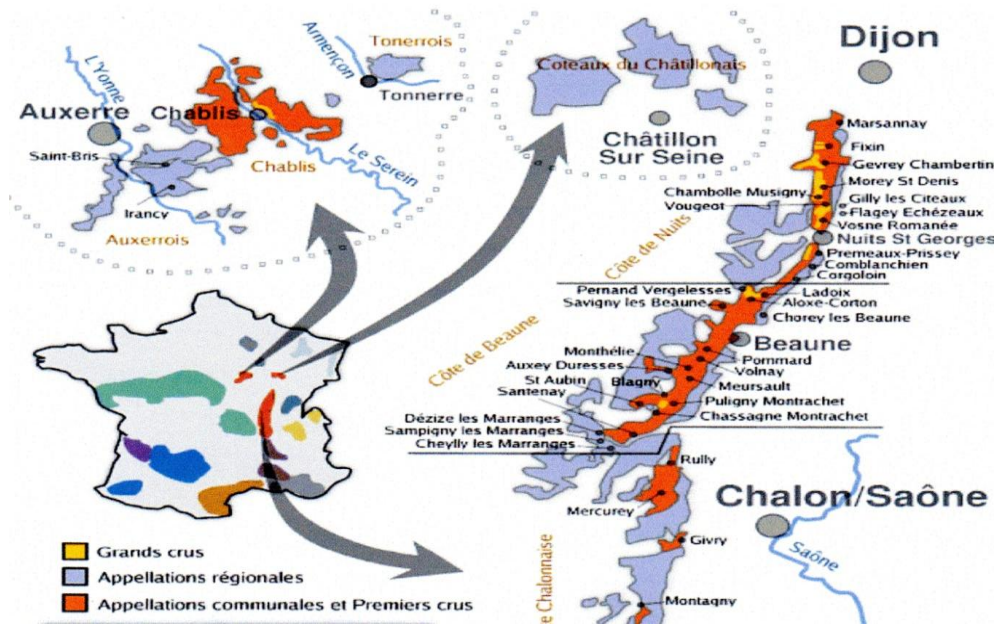 Tonerrois
Armençon
L'Yonne
Auxerre
Chablis
Tonnerre
Saint-Bris
Chablis
Le Serein
Irancy
Auxerrois
Coteaux du Châtillonais
Châtillon
Sur Seine
Dijon
Marsannay
Fixin
Gevrey Chambertin
Morey St Denis
Chambolle Musigny
Gilly les Citeaux
Vougeot
Flagey Echézeaux
Vosne Romanée
Nuits St Georges
Côte de Nuits
Premeaux-Prissey
Comblanchien
Corgoloin
Pernand Vergelesses
Ladoix
Savigny les Beaune
Aloxe-Corton
Chorey les Beaune
Côte de Beaune
Beaune
Monthélie
Pommard
Auxey Duresses
Volnay
St Aubin
Blagny
Meursault
Santenay
Puligny Montrachet
Dézize les Marranges
Chassagne Montrachet
Sampigny les Marranges
Cheylly les Marranges
Rully
Chalon/Saône
Mercurey
Givry
Saône
e Chalonnaise
Montagny
Grands crus
Appellations régionales
Appellations communales et Premiers crus